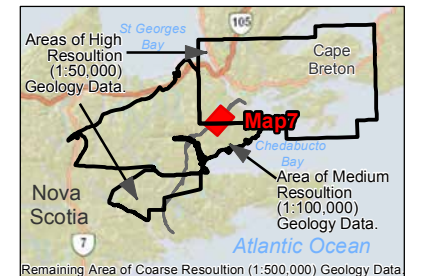 St Georges
Bay
105
Areas of High
Resoultion
(1:50,000)
Geology Data.
Cape
Breton
Map7
Chedabucto
Bay
Area of Medium
Resoultion
(1:100,000)
Geology Data.
Nova
Scotia
7
Atlantic Ocean
Remaining Area of Coarse Resoultion (1:500,000) Geology Data.